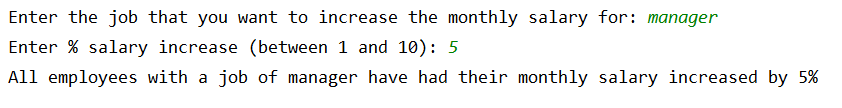 Enter the job that you want to increase the monthly salary for: manager
Enter % salary increase (between 1 and 10): 5
All employees with a job of manager have had their monthly salary increased by 5%